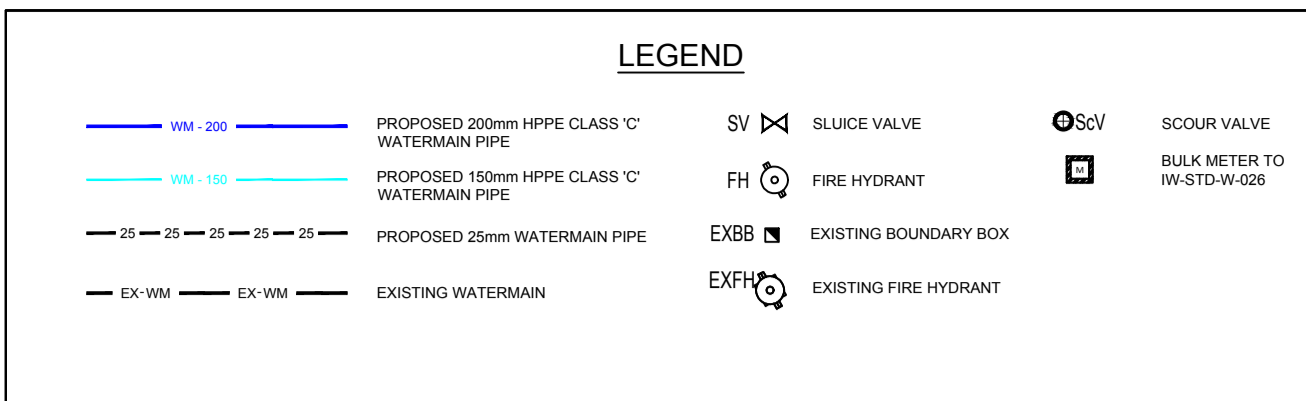 LEGEND
WM - 200
PROPOSED 200mm HPPE CLASS 'C'
WATERMAIN PIPE
WM - 150
PROPOSED 150mm HPPE CLASS 'C'
WATERMAIN PIPE
25 25 25 25 25
PROPOSED 25mm WATERMAIN PIPE
EX-WM EX-WM
EXISTING WATERMAIN
SV
SLUICE VALVE
FH
FIRE HYDRANT
EXBB
EXISTING BOUNDARY BOX
EXFH
EXISTING FIRE HYDRANT
ScV
SCOUR VALVE
M
BULK METER TO
IW-STD-W-026